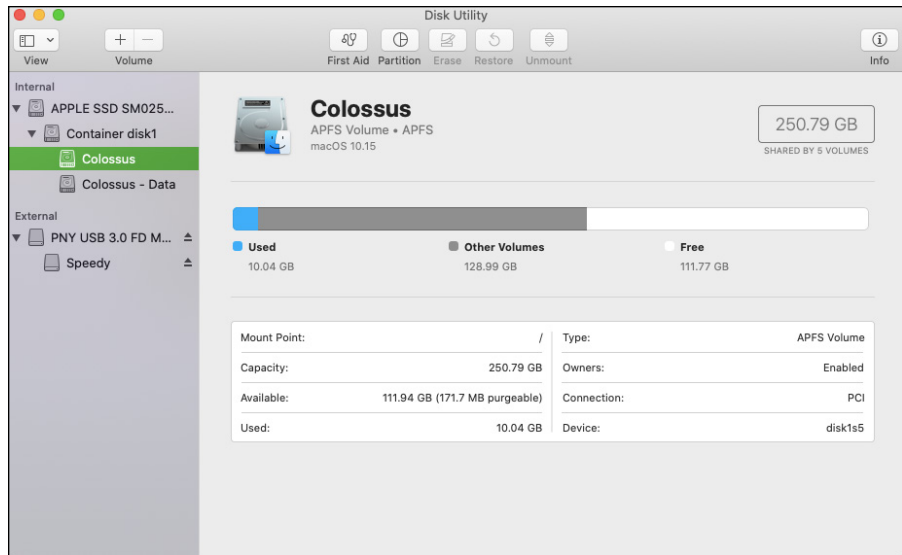 Disk Utility
View
Volume
First Aid Partition Erase Restore Unmount
Info
Internal
APPLE SSD SM025...
Container disk1
Colossus
Colossus - Data
External
PNY USB 3.0 FD M...
Speedy
Colossus
APFS Volume • APFS
macOS 10.15
250.79 GB
SHARED BY 5 VOLUMES
Used
10.04 GB
Other Volumes
128.99 GB
Free
111.77 GB
Mount Point: /
Capacity: 250.79 GB
Available: 111.94 GB (171.7 MB purgeable)
Used: 10.04 GB
Type: APFS Volume
Owners: Enabled
Connection: PCI
Device: disk1s5